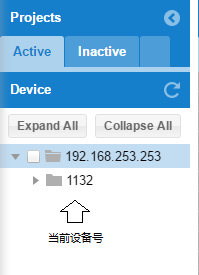 Projects
Active Inactive
Device
Expand All Collapse All
192.168.253.253
1132
当前设备号